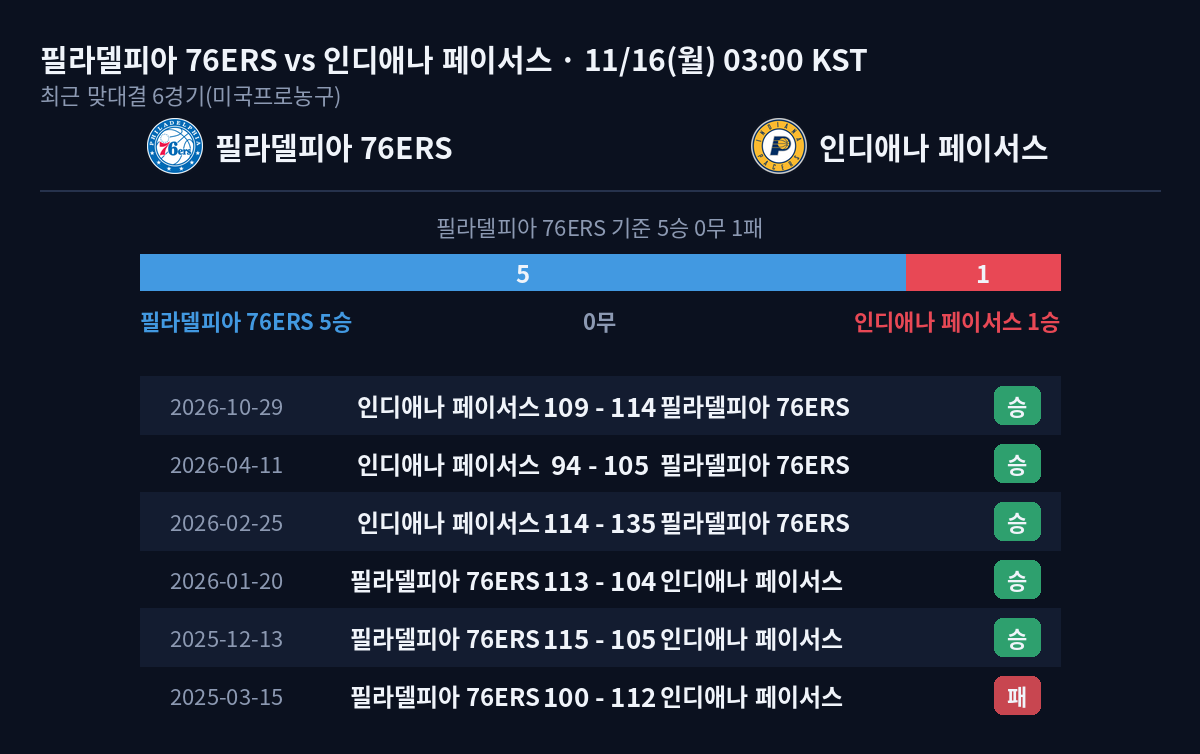 필라델피아 76ERS vs 인디애나 페이서스 · 11/16(월) 03:00 KST
최근 맞대결 6경기(미국프로농구)
PHILADELPHIA 76ers 필라델피아 76ERS
INDIANA PACERS P 인디애나 페이서스
필라델피아 76ERS 기준 5승 0무 1패
5 1
필라델피아 76ERS 5승 0무 인디애나 페이서스 1승
2026-10-29 인디애나 페이서스 109 - 114 필라델피아 76ERS 승
2026-04-11 인디애나 페이서스 94 - 105 필라델피아 76ERS 승
2026-02-25 인디애나 페이서스 114 - 135 필라델피아 76ERS 승
2026-01-20 필라델피아 76ERS 113 - 104 인디애나 페이서스 승
2025-12-13 필라델피아 76ERS 115 - 105 인디애나 페이서스 승
2025-03-15 필라델피아 76ERS 100 - 112 인디애나 페이서스 패